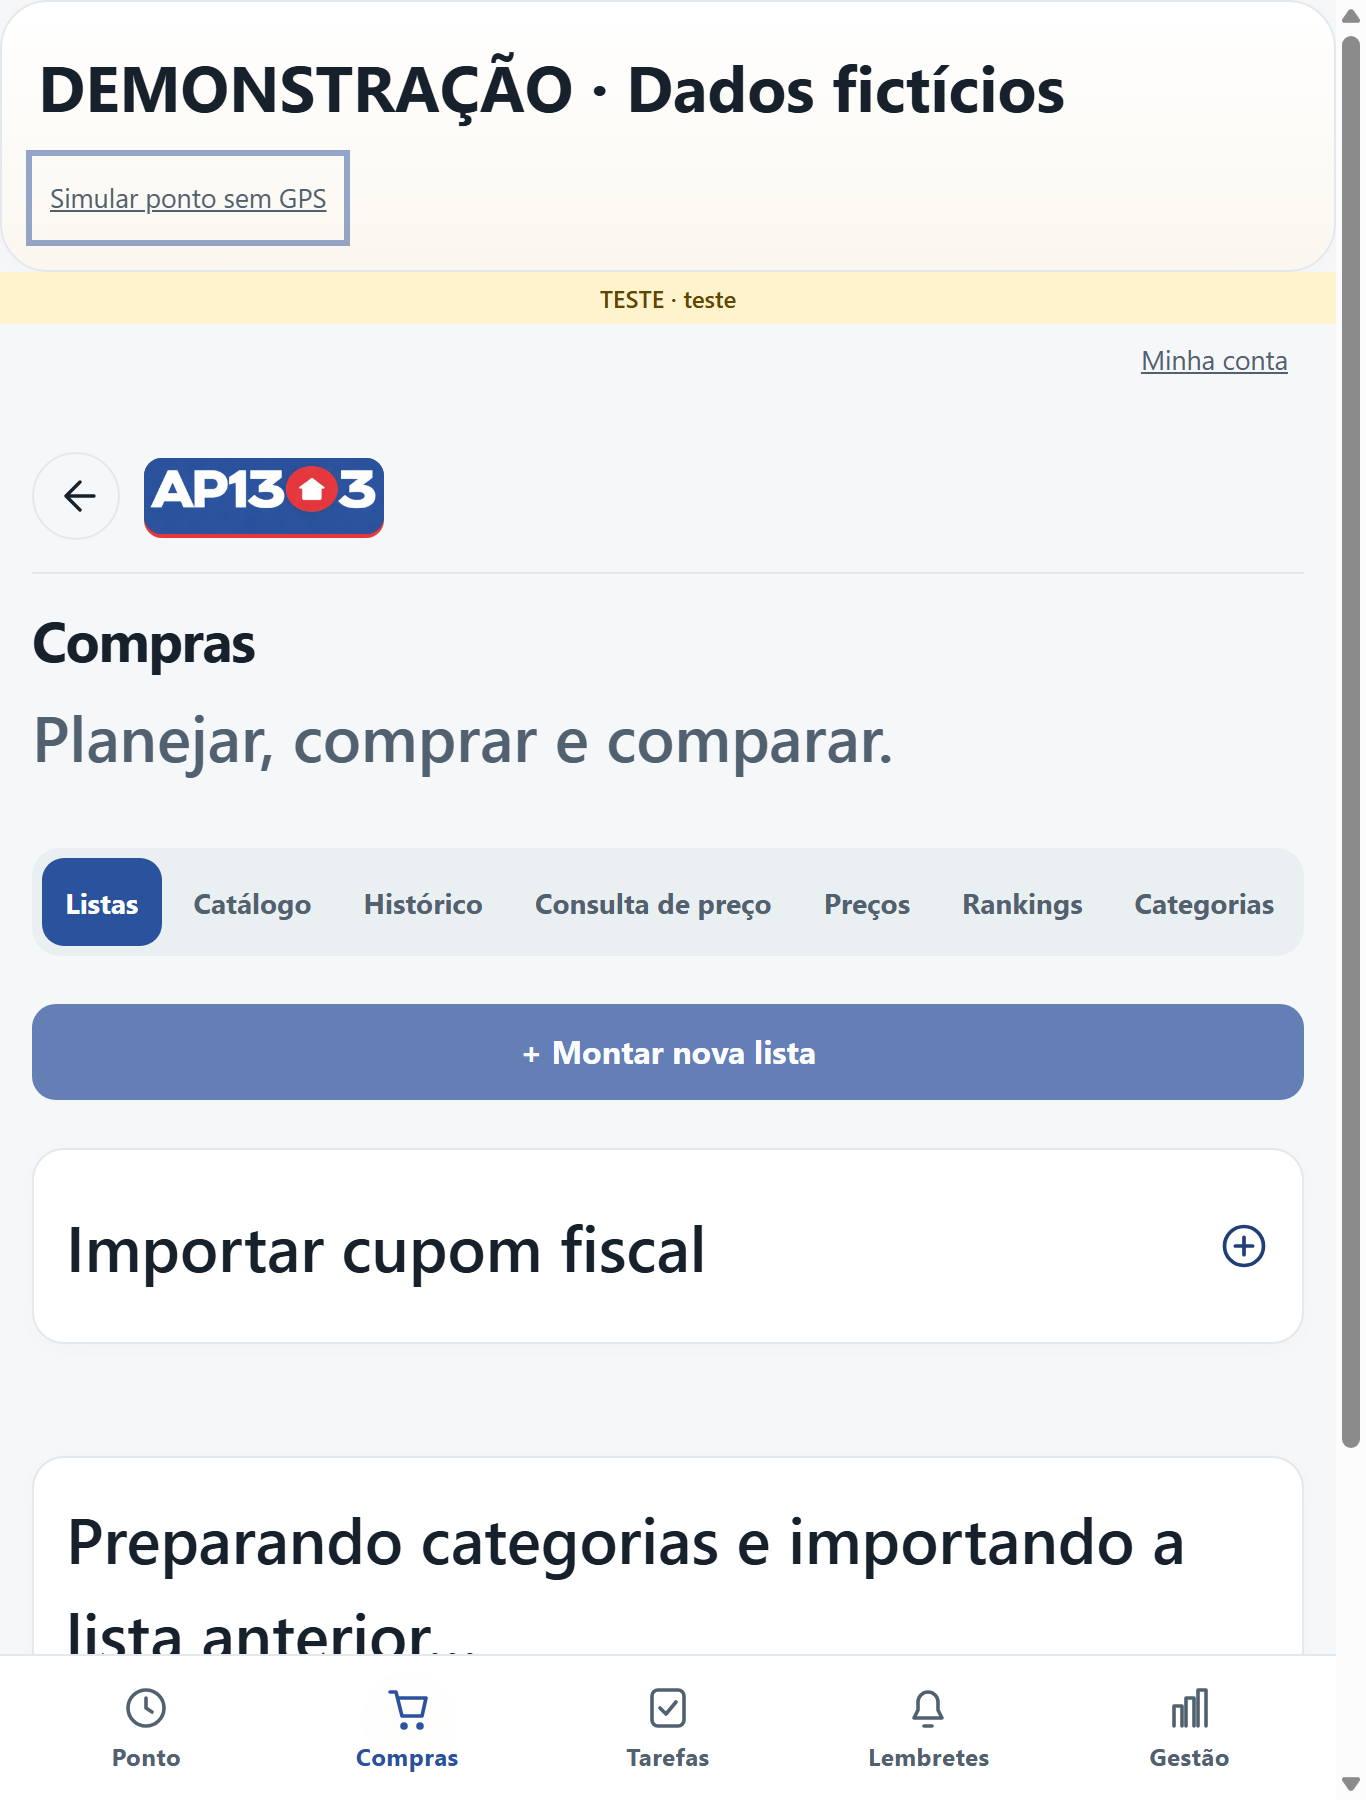 DEMONSTRAÇÃO · Dados fictícios
Simular ponto sem GPS
TESTE · teste
Minha conta
AP1303
Compras
Planejar, comprar e comparar.
Listas
Catálogo
Histórico
Consulta de preço
Preços
Rankings
Categorias
+ Montar nova lista
Importar cupom fiscal
Preparando categorias e importando a
lista anterior...
Ponto
Compras
Tarefas
Lembretes
Gestão